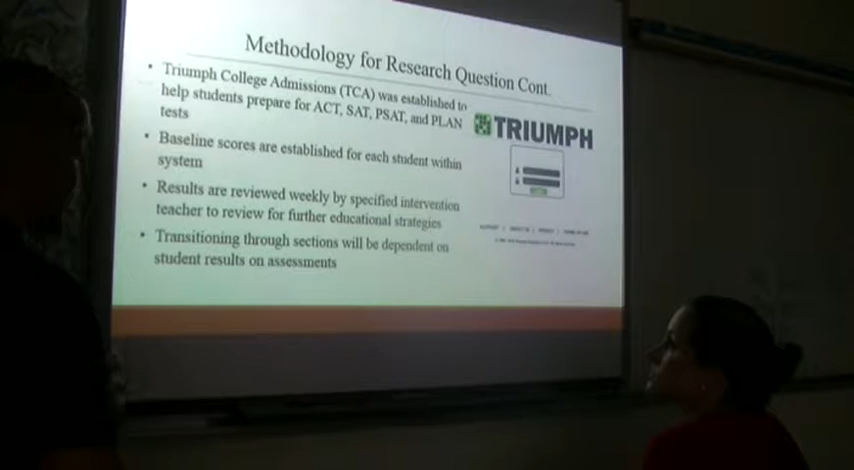 Methodology for Research Question Cont.
• Triumph College Admissions (TCA) was established to
help students prepare for ACT, SAT, PSAT, and PLAN
tests
• Baseline scores are established for each student within
system
• Results are reviewed weekly by specified intervention
teacher to review for further educational strategies
• Transitioning through sections will be dependent on
student results on assessments
TRIUMPH